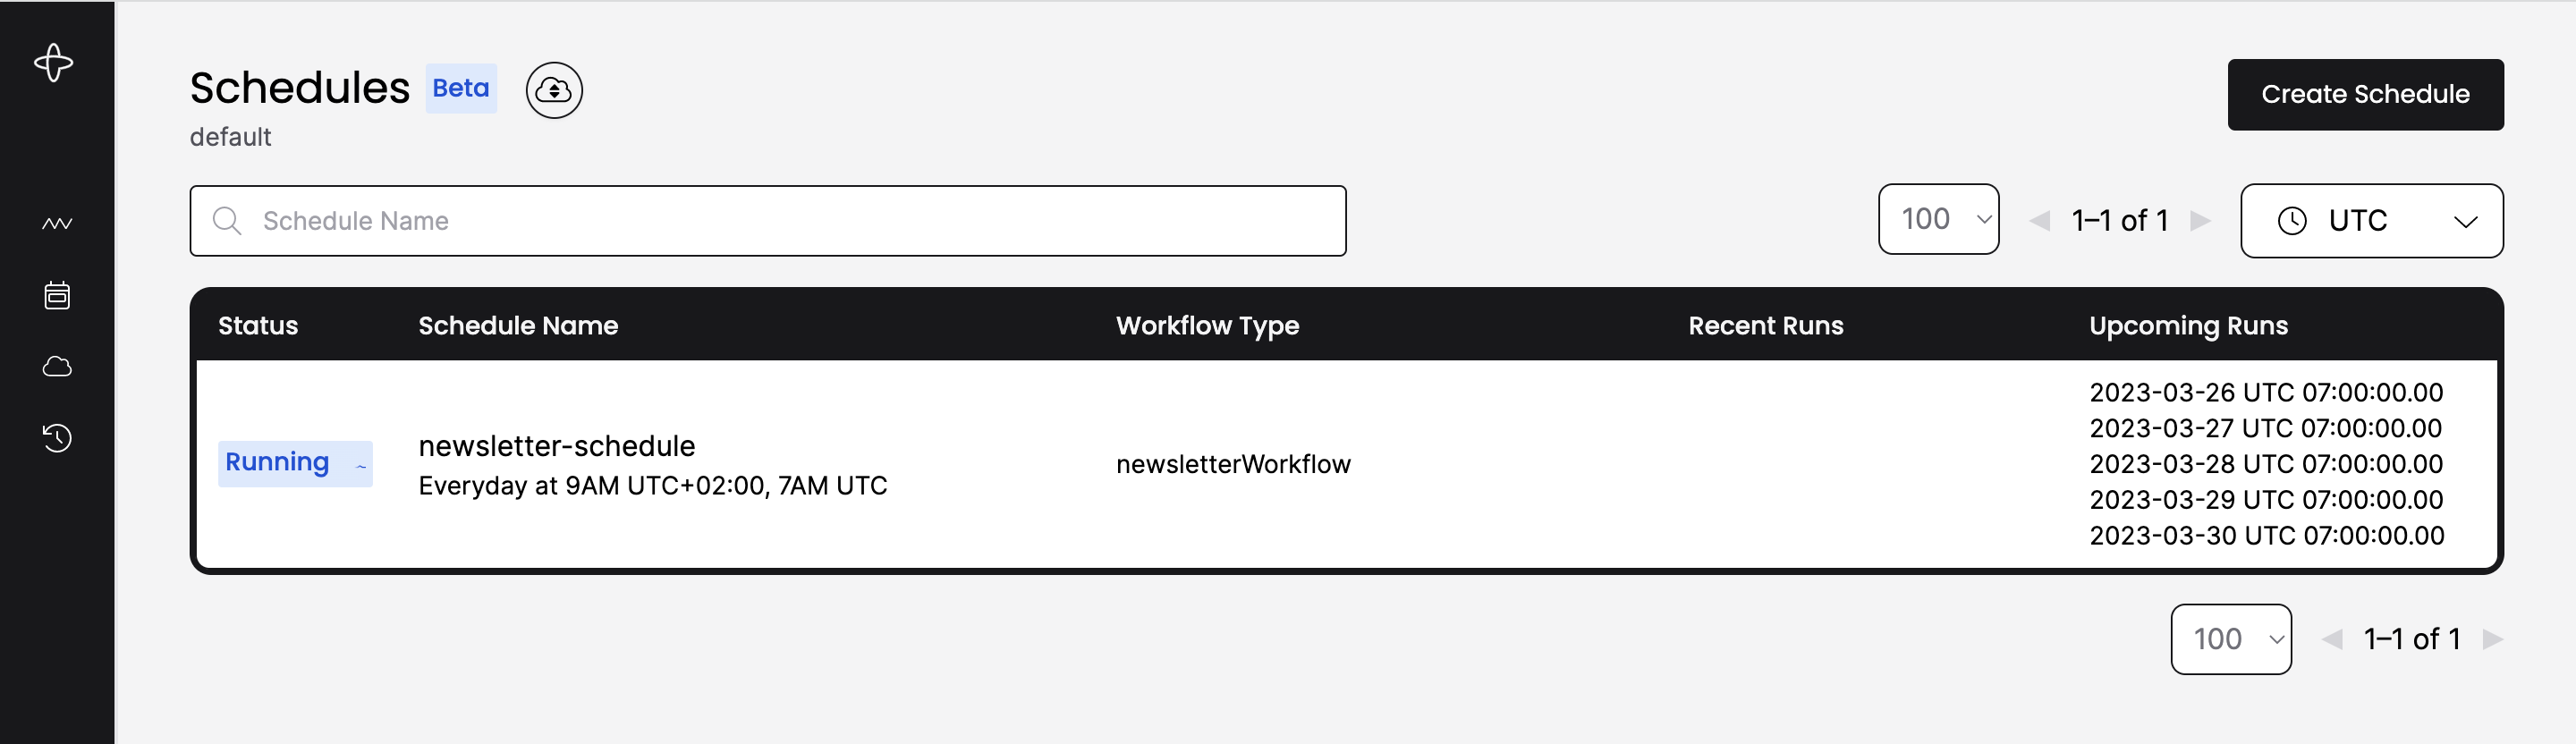 Schedules Beta
default
Create Schedule
Schedule Name
100 1–1 of 1 UTC
Status Schedule Name Workflow Type Recent Runs Upcoming Runs
Running newsletter-schedule
Everyday at 9AM UTC+02:00, 7AM UTC
newsletterWorkflow
2023-03-26 UTC 07:00:00.00
2023-03-27 UTC 07:00:00.00
2023-03-28 UTC 07:00:00.00
2023-03-29 UTC 07:00:00.00
2023-03-30 UTC 07:00:00.00
100 1–1 of 1